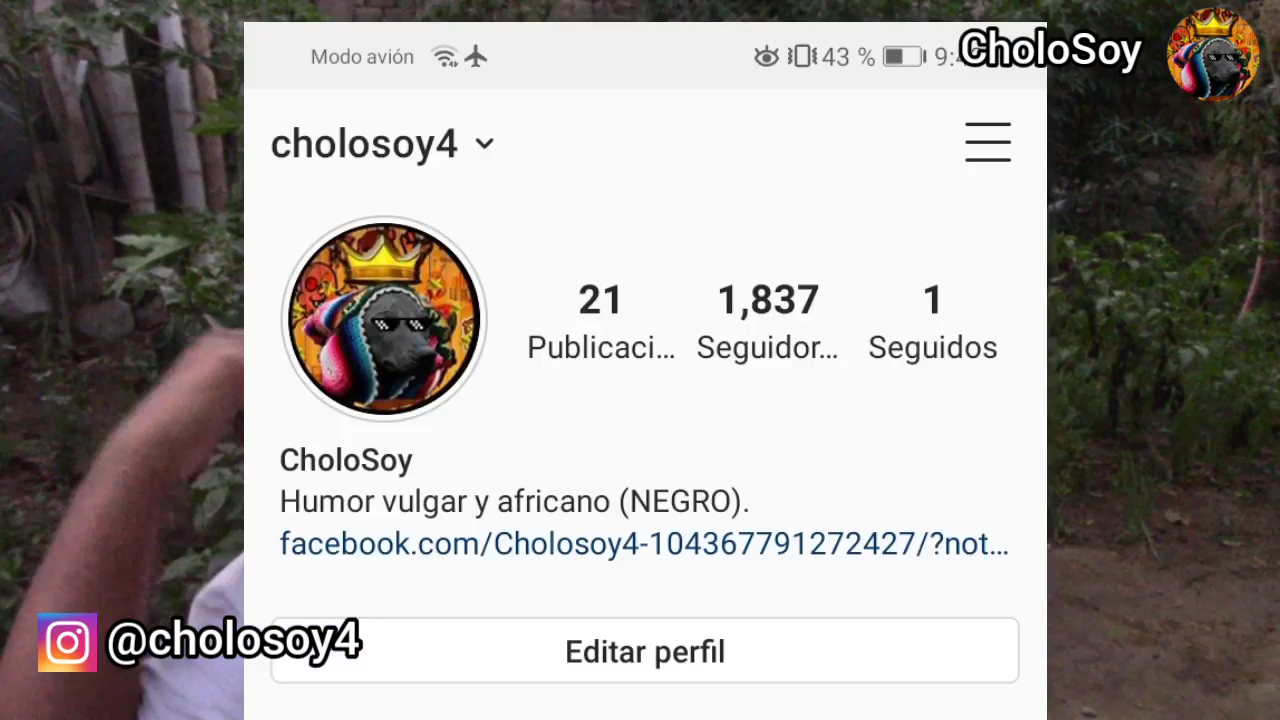 Modo avión
43 %
CholoSoy
cholosoy4
21
1,837
1
Publicaci...
Seguidor...
Seguidos
CholoSoy
Humor vulgar y africano (NEGRO).
facebook.com/Cholosoy4-104367791272427/?not...
@cholosoy4
Editar perfil